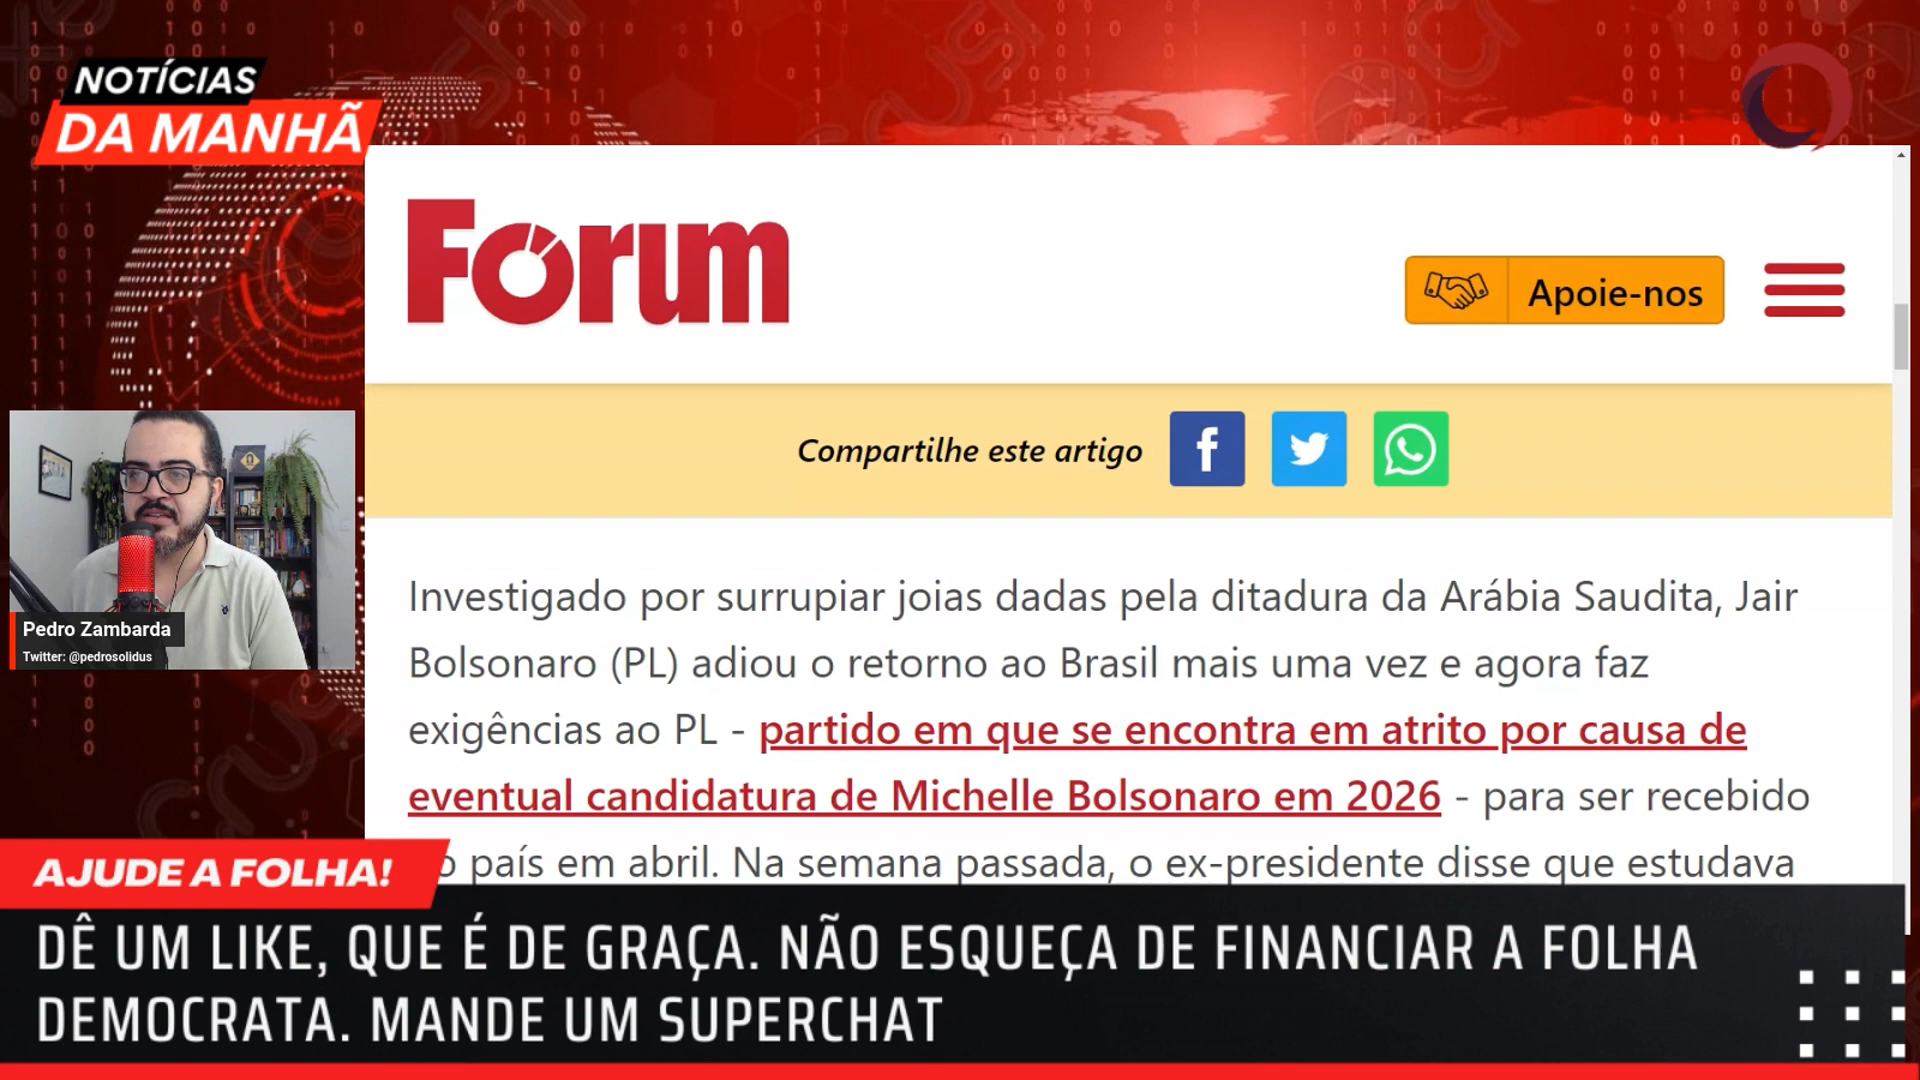 NOTÍCIAS
DA MANHÃ
Forum
Apoie-nos
Compartilhe este artigo
Investigado por surrupiar joias dadas pela ditadura da Arábia Saudita, Jair
Bolsonaro (PL) adiou o retorno ao Brasil mais uma vez e agora faz
exigências ao PL - partido em que se encontra em atrito por causa de
eventual candidatura de Michelle Bolsonaro em 2026 - para ser recebido
país em abril. Na semana passada, o ex-presidente disse que estudava
Pedro Zambarda
Twitter: @pedrosolidus
AJUDE A FOLHA!
DÊ UM LIKE, QUE É DE GRAÇA. NÃO ESQUEÇA DE FINANCIAR A FOLHA
DEMOCRATA. MANDE UM SUPERCHAT